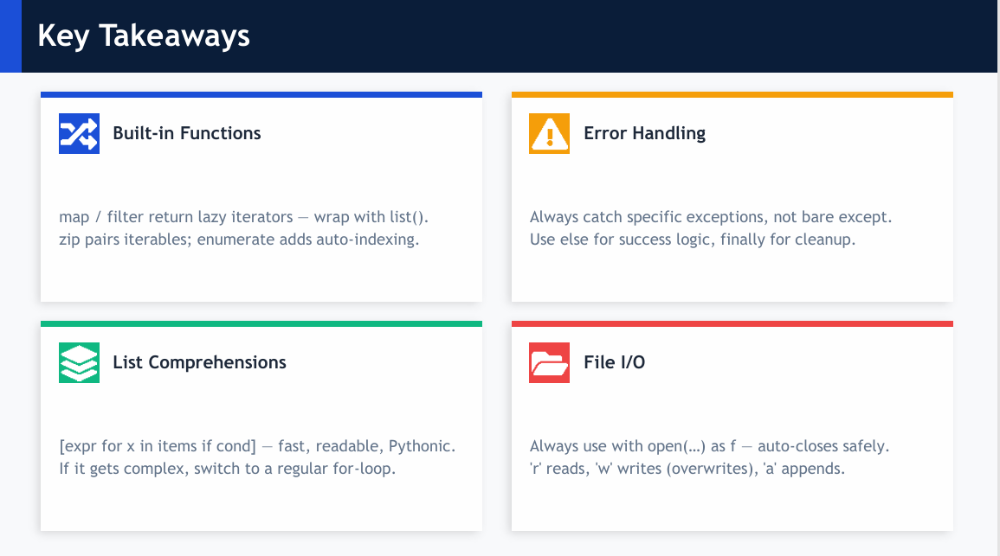 Key Takeaways
Built-in Functions
map / filter return lazy iterators — wrap with list().
zip pairs iterables; enumerate adds auto-indexing.
Error Handling
Always catch specific exceptions, not bare except.
Use else for success logic, finally for cleanup.
List Comprehensions
[expr for x in items if cond] — fast, readable, Pythonic.
If it gets complex, switch to a regular for-loop.
File I/O
Always use with open(…) as f — auto-closes safely.
'r' reads, 'w' writes (overwrites), 'a' appends.